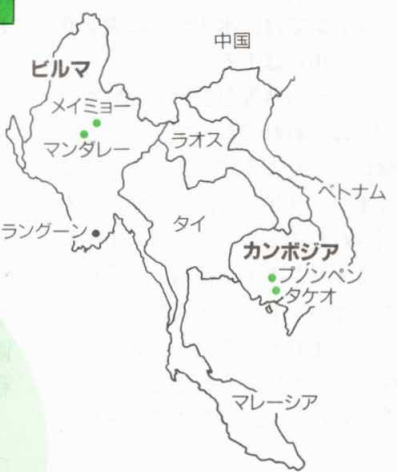 中国
ビルマ
メイミョー
マンダレー
ラオス
ベトナム
ラングーン
タイ
カンボジア
プノンペン
タケオ
マレーシア